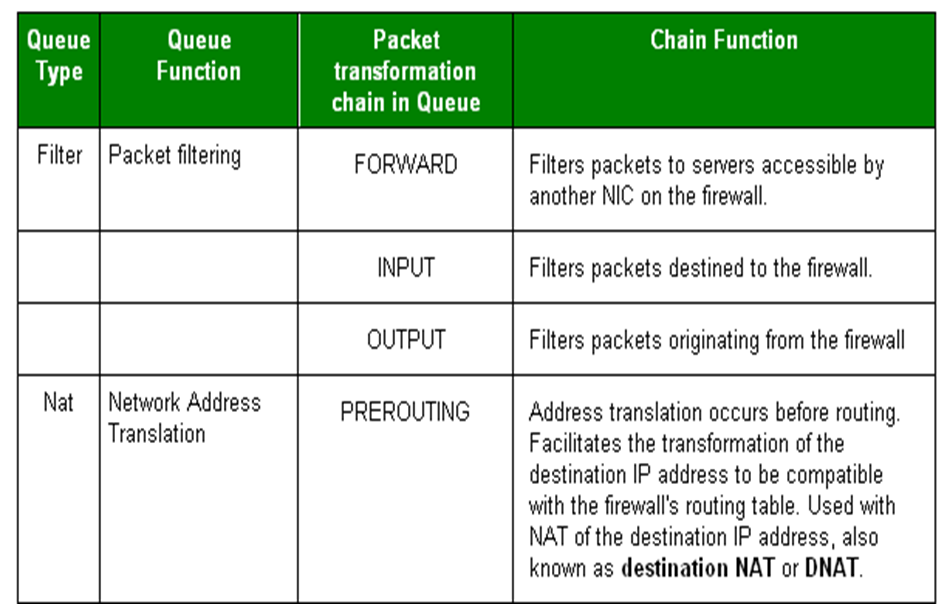 Queue Type
Queue Function
Packet transformation chain in Queue
Chain Function
Filter
Packet filtering
FORWARD
Filters packets to servers accessible by
another NIC on the firewall.
INPUT
Filters packets destined to the firewall.
OUTPUT
Filters packets originating from the firewall
Nat
Network Address
Translation
PREROUTING
Address translation occurs before routing.
Facilitates the transformation of the
destination IP address to be compatible
with the firewall's routing table. Used with
NAT of the destination IP address, also
known as destination NAT or DNAT.